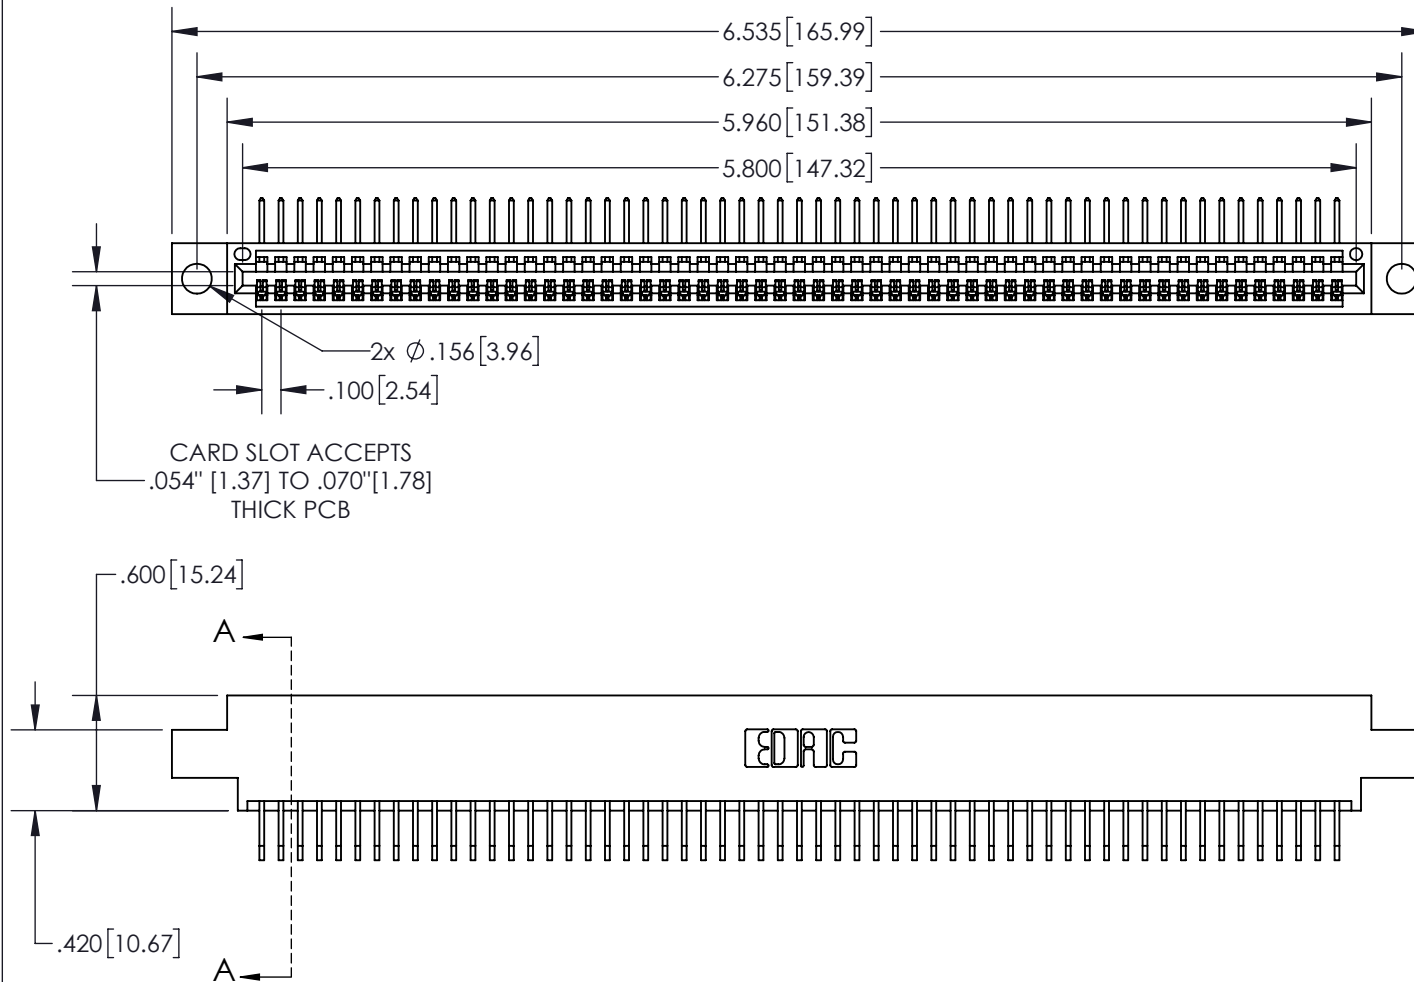 6.535[165.99]
6.275[159.39]
5.960[151.38]
5.800[147.32]
2x Ø.156[3.96]
.100[2.54]
CARD SLOT ACCEPTS
.054" [1.37] TO .070"[1.78]
THICK PCB
.600[15.24]
A
EDAC
.420[10.67]
A